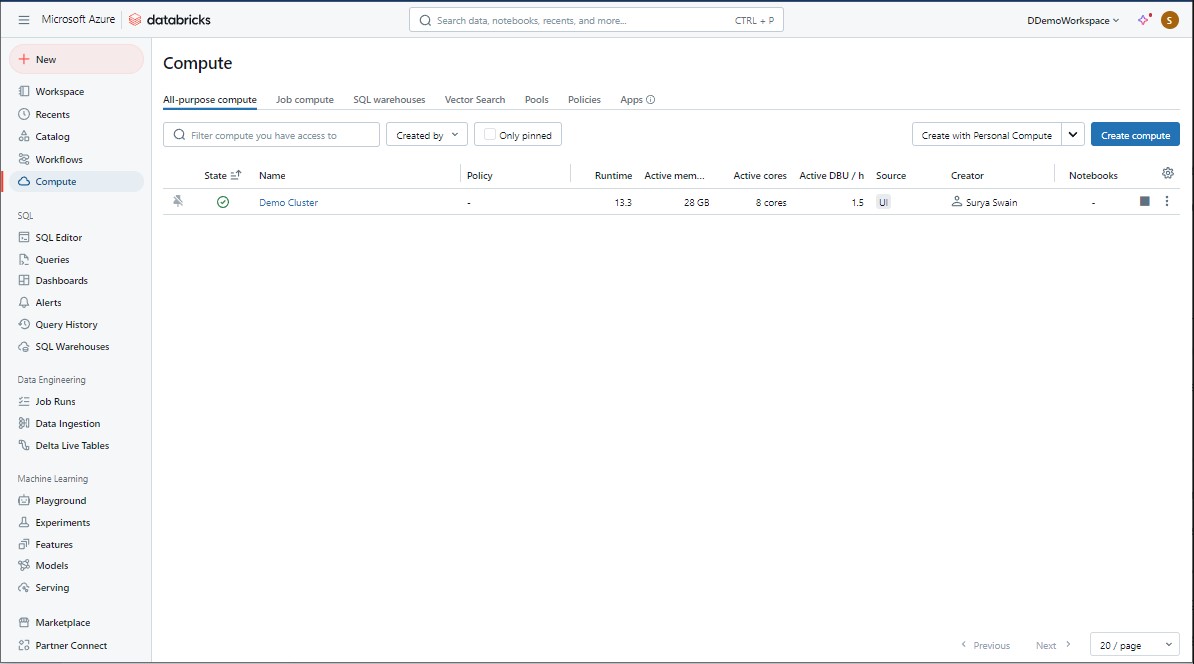 Microsoft Azure databricks Search data, notebooks, recents, and more... CTRL + P DDemoWorkspace S
New
Workspace
Recents
Catalog
Workflows
Compute
SQL
SQL Editor
Queries
Dashboards
Alerts
Query History
SQL Warehouses
Data Engineering
Job Runs
Data Ingestion
Delta Live Tables
Machine Learning
Playground
Experiments
Features
Models
Serving
Marketplace
Partner Connect
Compute
All-purpose compute Job compute SQL warehouses Vector Search Pools Policies Apps
Filter compute you have access to Created by Only pinned Create with Personal Compute Create compute
State Name Policy Runtime Active mem... Active cores Active DBU / h Source Creator Notebooks
Demo Cluster - 13.3 28 GB 8 cores 1.5 UI Surya Swain -
Previous Next 20 / page